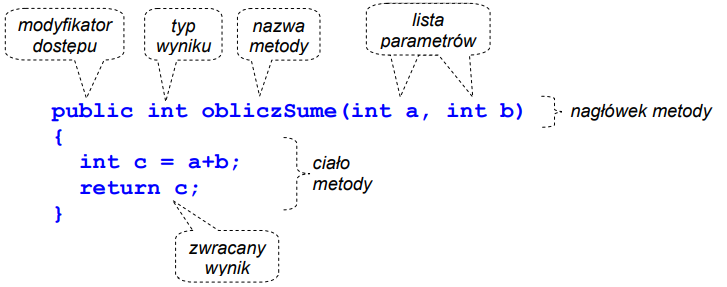 modyfikator
dostępu
typ
wyniku
nazwa
metody
lista
parametrów
public int obliczSume(int a, int b)
nagłówek metody
{
int c = a+b;
return c;
}
ciało
metody
zwracany
wynik